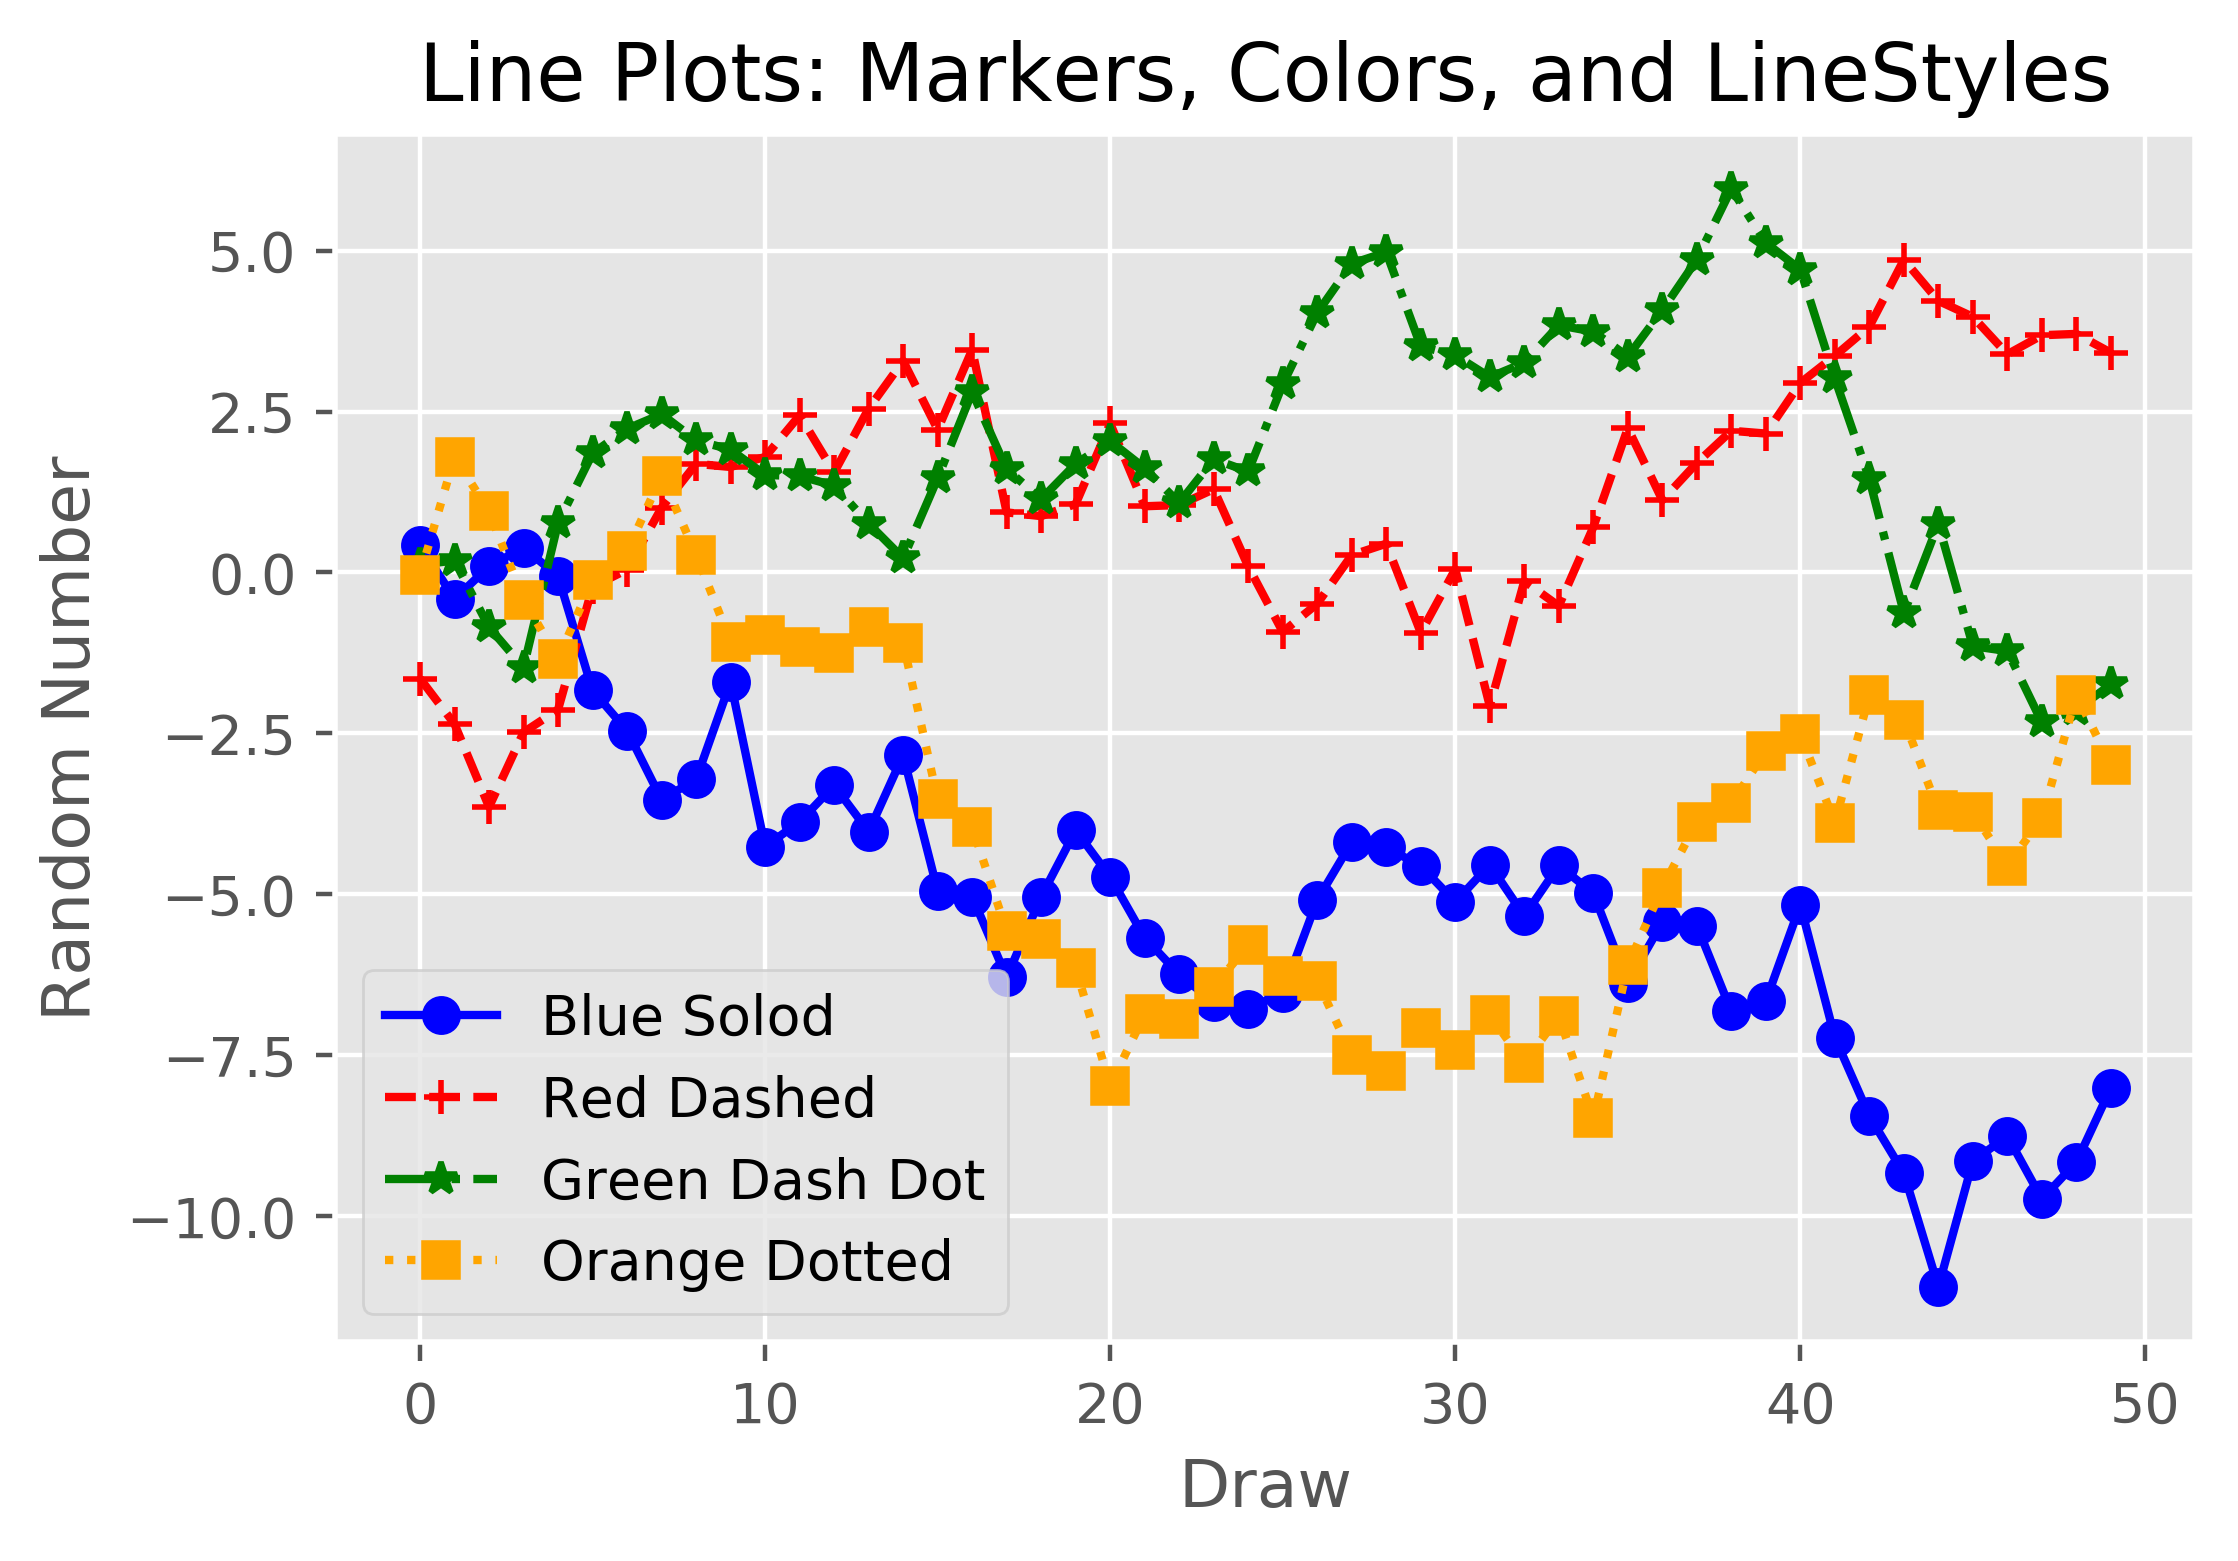 Line Plots: Markers, Colors, and LineStyles
Random Number
5.0
2.5
0.0
−2.5
−5.0
−7.5
−10.0
Blue Solod
Red Dashed
Green Dash Dot
Orange Dotted
0 10 20 30 40 50
Draw